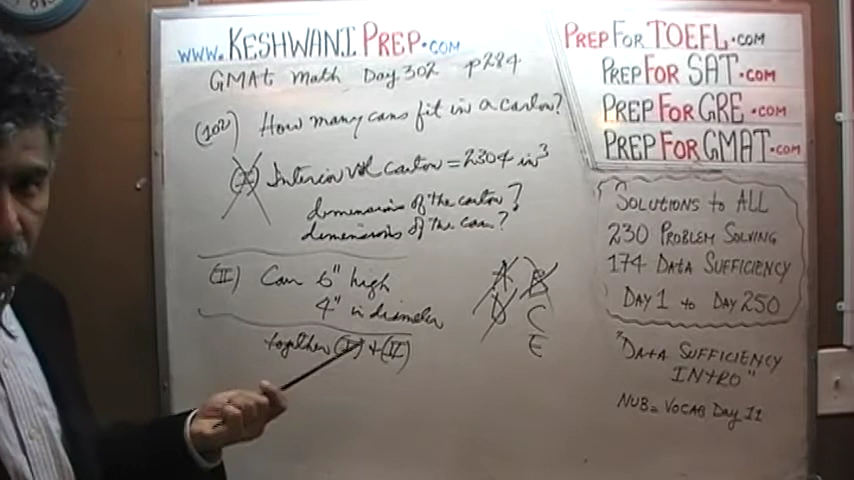 www.KESHWANIPREP.COM
GMAT Math Day 302 p284
(102) How many cans fit in a carton?
(I) Interior vol carton = 2304 in³
dimensions of the carton?
dimensions of the can?
(II) Can 6" high
4" in diameter
together (I) + (II)
A B
D C
E
PREPFORTOEFL.COM
PREPFORSAT.COM
PREPFORGRE.COM
PREPFORGMAT.COM
SOLUTIONS TO ALL
230 PROBLEM SOLVING
174 DATA SUFFICIENCY
DAY 1 TO DAY 250
"DATA SUFFICIENCY
INTRO"
VOCAB DAY 11